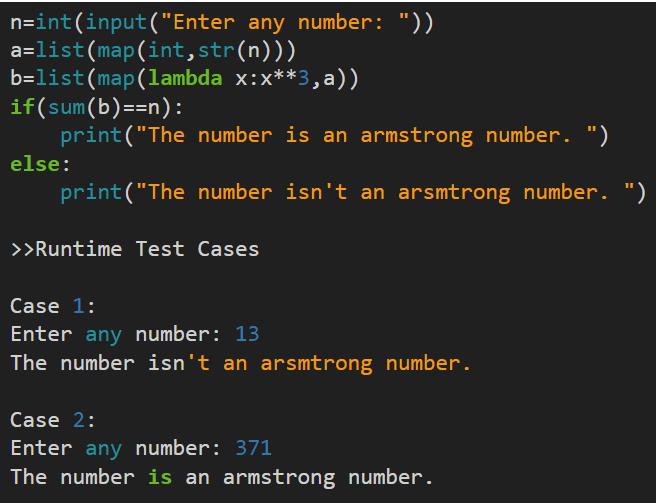 n=int(input("Enter any number: "))
a=list(map(int,str(n)))
b=list(map(lambda x:x**3,a))
if(sum(b)==n):
    print("The number is an armstrong number. ")
else:
    print("The number isn't an arsmtrong number. ")
>>Runtime Test Cases
Case 1:
Enter any number: 13
The number isn't an arsmtrong number.
Case 2:
Enter any number: 371
The number is an armstrong number.